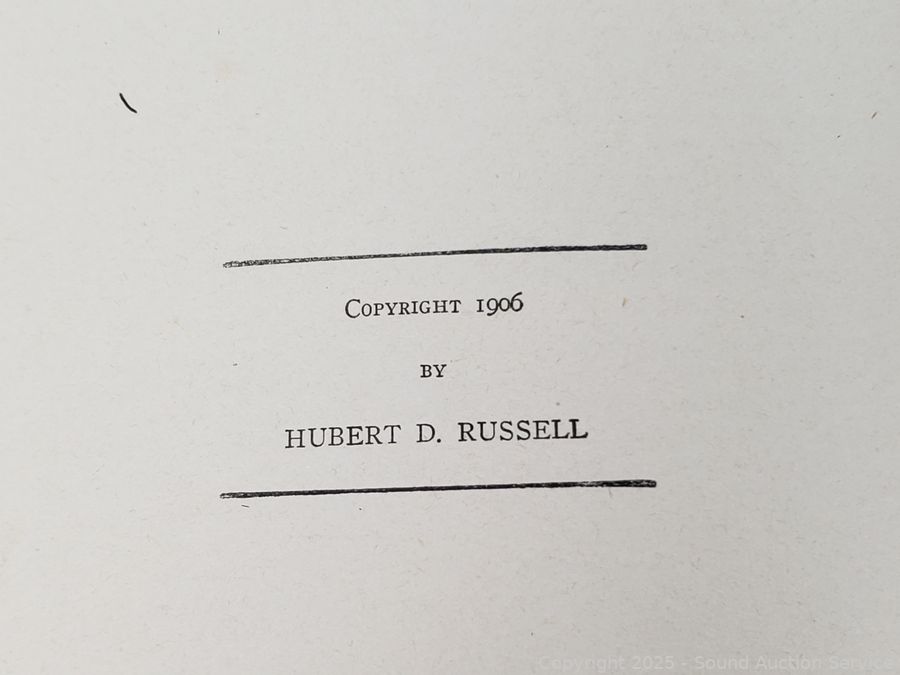 Copyright 1906
BY
HUBERT D. RUSSELL
Copyright 2025 - Sound Auction Service